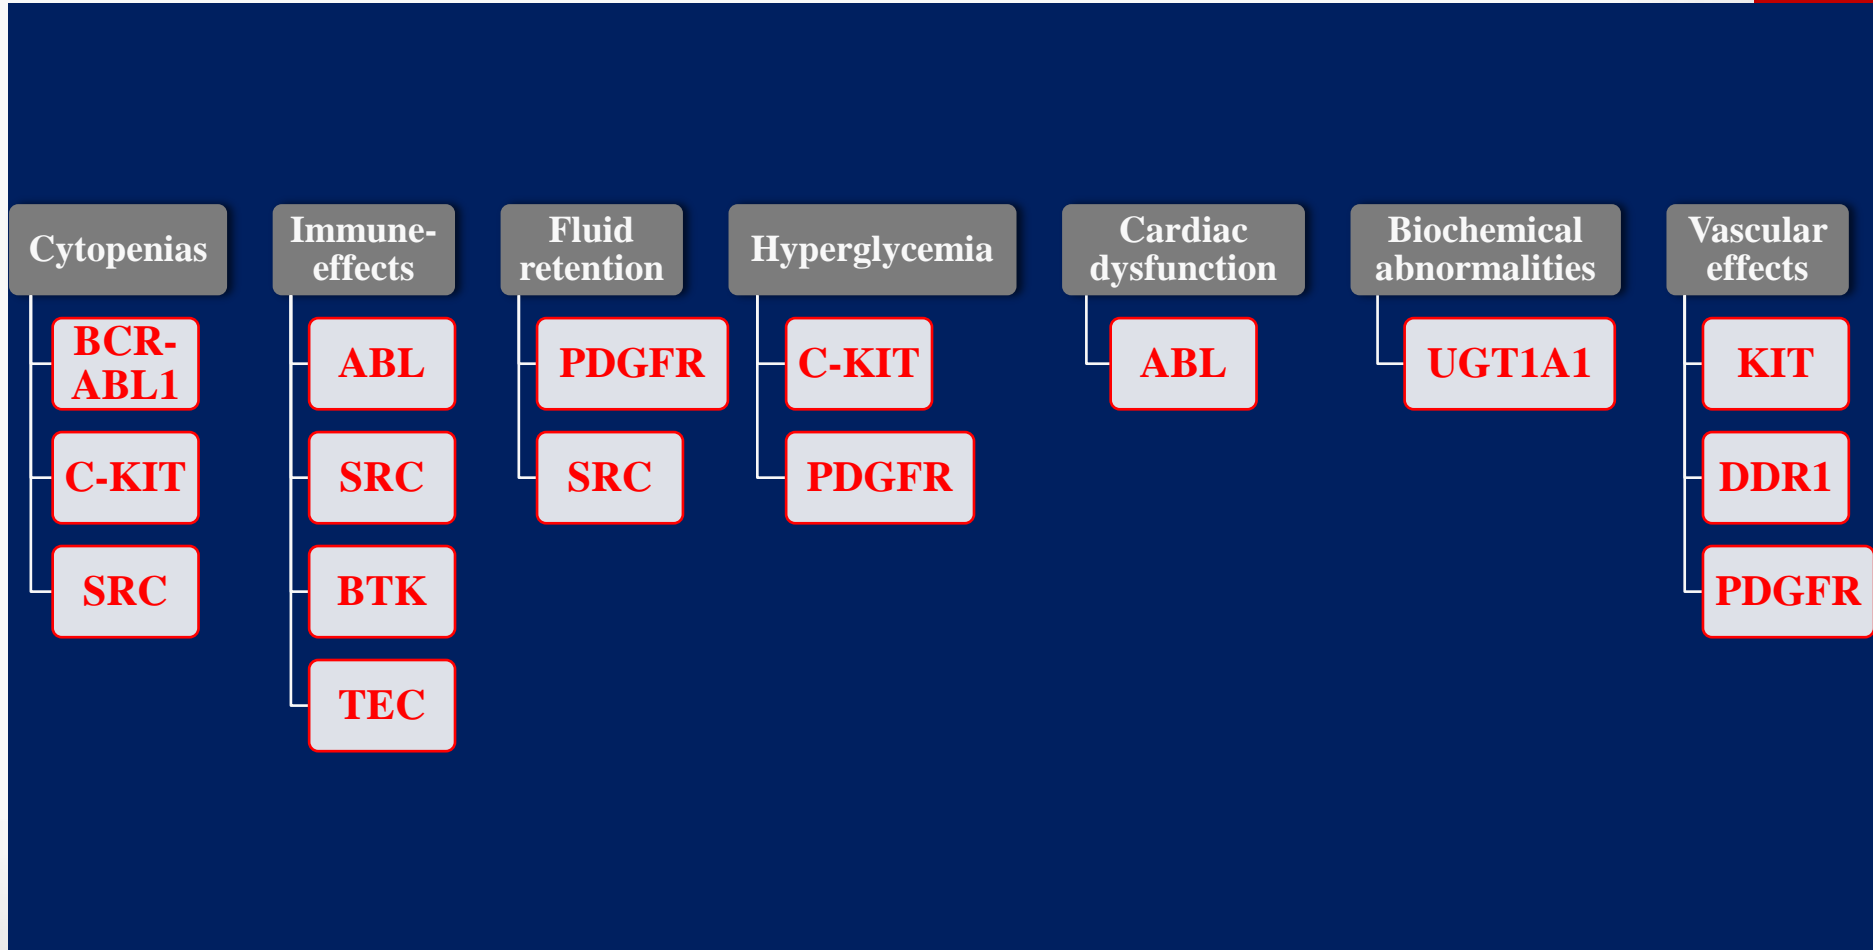 Cytopenias
BCR-
ABL1
C-KIT
SRC
Immune-
effects
ABL
SRC
BTK
TEC
Fluid
retention
PDGFR
SRC
Hyperglycemia
C-KIT
PDGFR
Cardiac
dysfunction
ABL
Biochemical
abnormalities
UGT1A1
Vascular
effects
KIT
DDR1
PDGFR